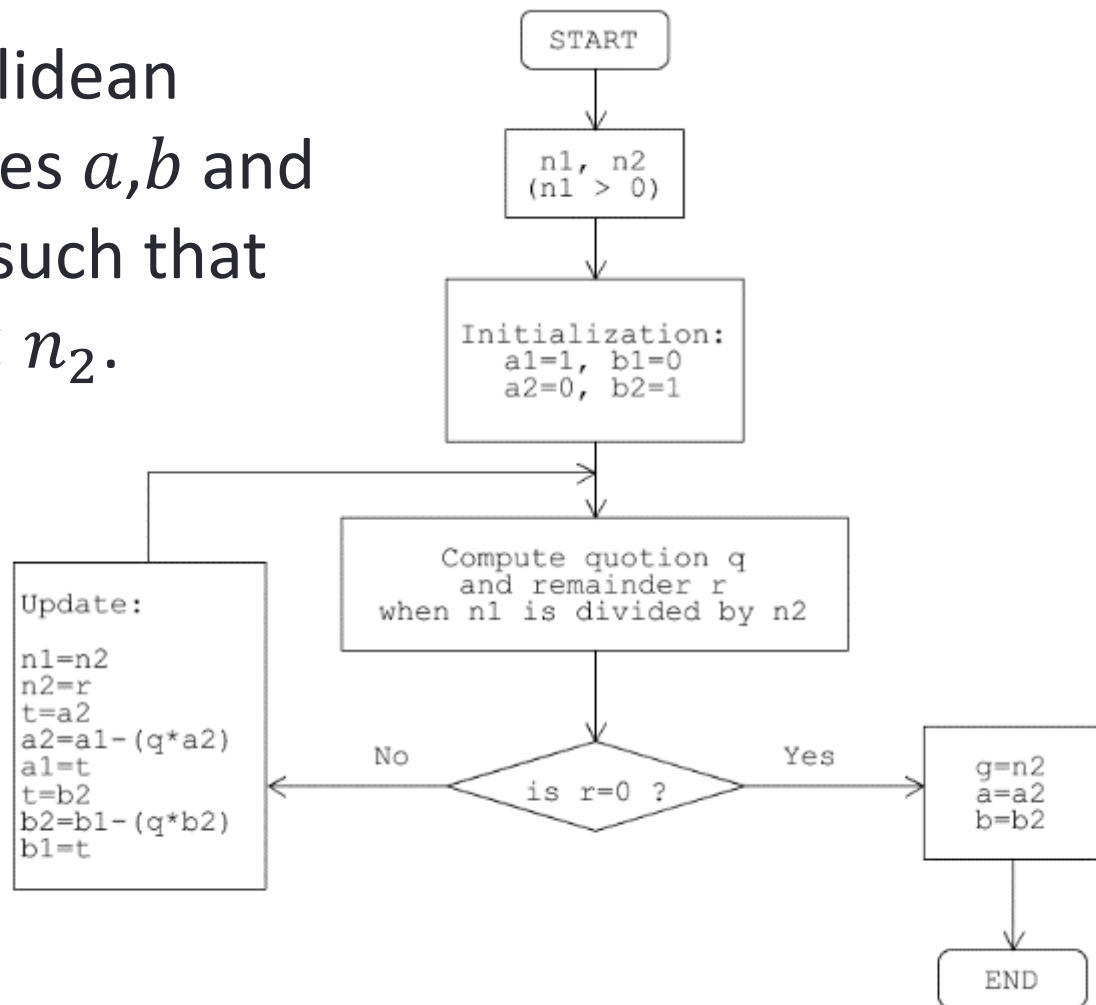 lidean
es a,b and
such that
n₂.
START
n1, n2
(n1 > 0)
Initialization:
a1=1, b1=0
a2=0, b2=1
Compute quotion q
and remainder r
when n1 is divided by n2
Update:
n1=n2
n2=r
t=a2
a2=a1-(q*a2)
a1=t
t=b2
b2=b1-(q*b2)
b1=t
No
is r=0 ?
Yes
g=n2
a=a2
b=b2
END